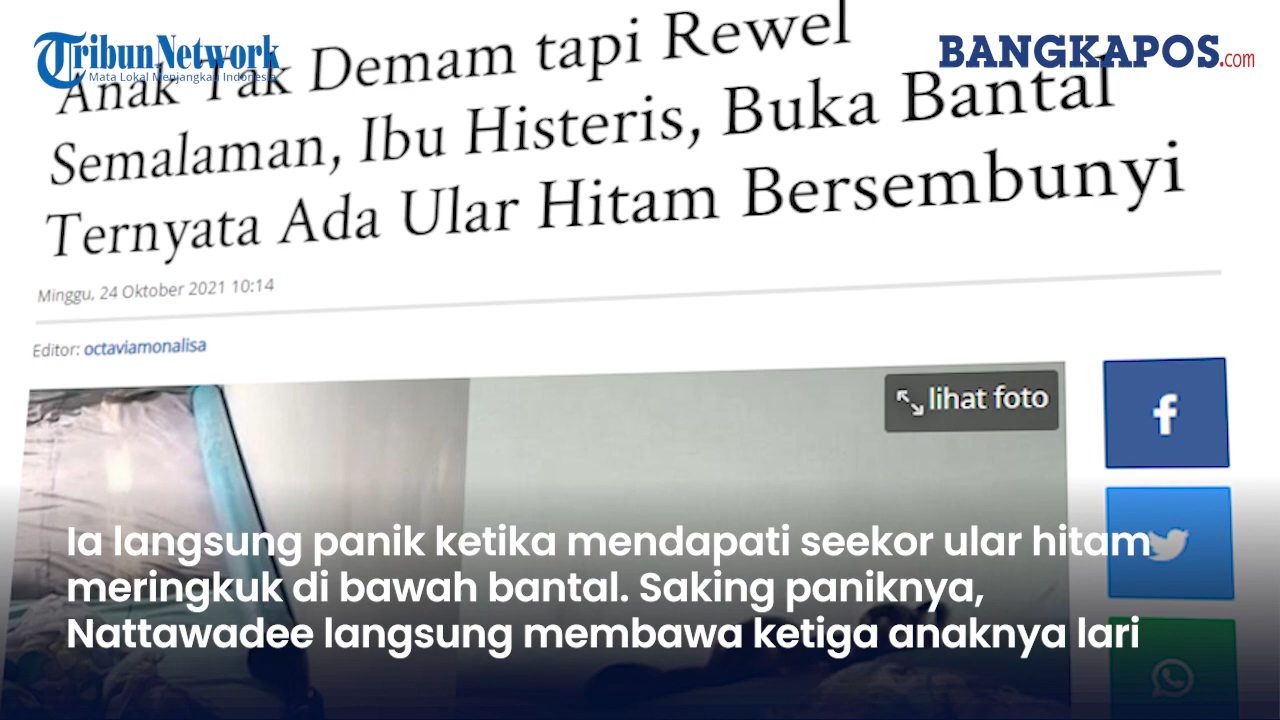 Tribun Network
Mata Lokal Menjangkau Indonesia
BANGKAPOS.com
Anak Tak Demam tapi Rewel
Semalaman, Ibu Histeris, Buka Bantal
Ternyata Ada Ular Hitam Bersembunyi
Minggu, 24 Oktober 2021 10:14
Editor: octaviamonalisa
lihat foto
f
Ia langsung panik ketika mendapati seekor ular hitam
meringkuk di bawah bantal. Saking paniknya,
Nattawadee langsung membawa ketiga anaknya lari